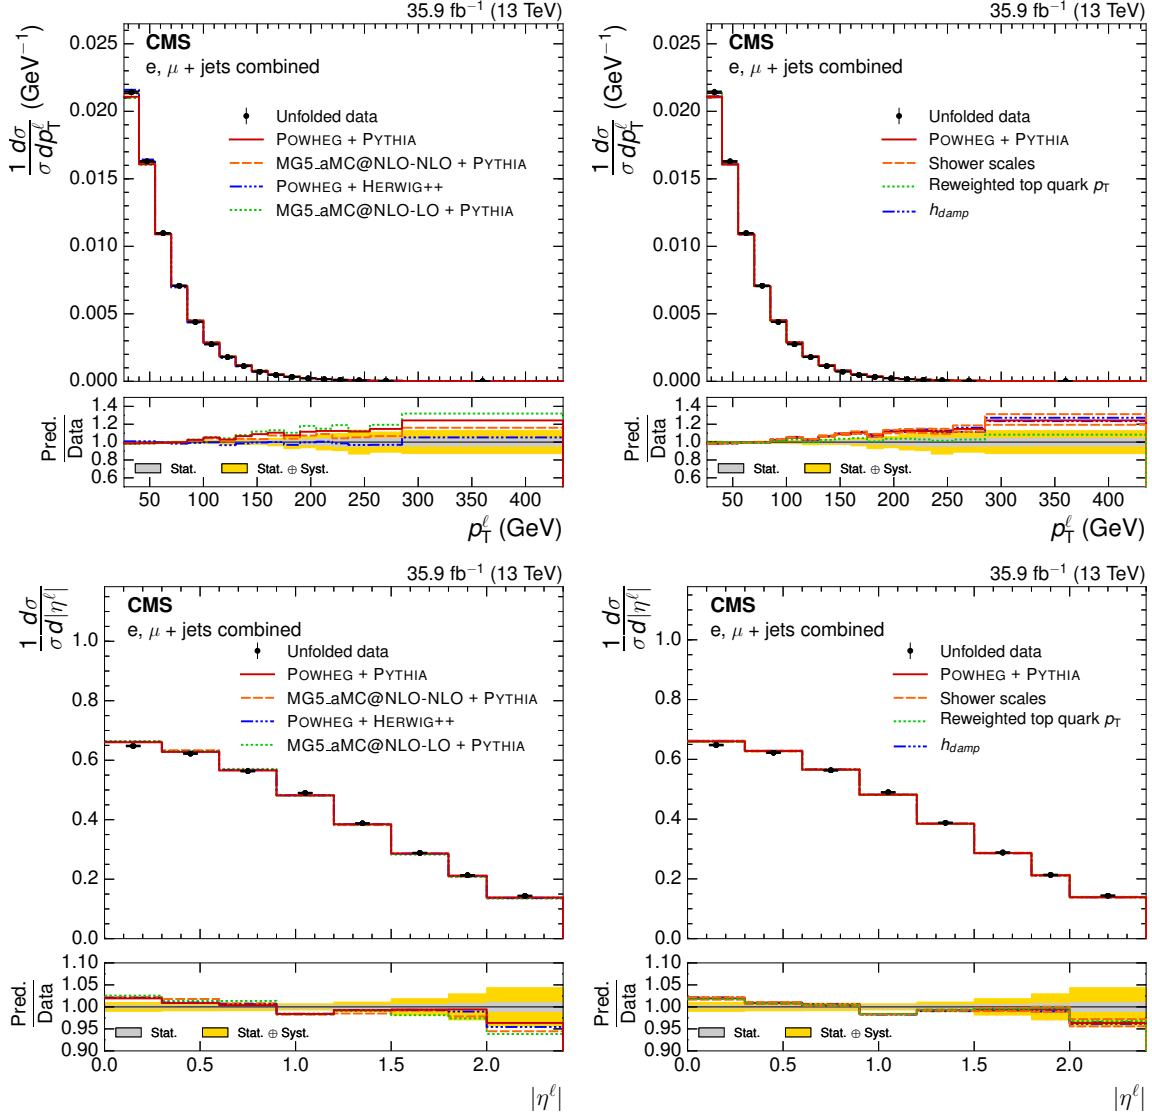 35.9 fb⁻¹ (13 TeV)
CMS
e, μ + jets combined
Unfolded data
POWHEG + PYTHIA
MG5_aMC@NLO-NLO + PYTHIA
POWHEG + HERWIG++
MG5_aMC@NLO-LO + PYTHIA
1/σ dσ/dp_T^ℓ (GeV⁻¹)
0.025
0.020
0.015
0.010
0.005
0.000
Pred./Data
1.4
1.2
1.0
0.8
0.6
Stat.
Stat. ⊕ Syst.
50 100 150 200 250 300 350 400
p_T^ℓ (GeV)
35.9 fb⁻¹ (13 TeV)
CMS
e, μ + jets combined
Unfolded data
POWHEG + PYTHIA
Shower scales
Reweighted top quark p_T
h_damp
1/σ dσ/dp_T^ℓ (GeV⁻¹)
0.025
0.020
0.015
0.010
0.005
0.000
Pred./Data
1.4
1.2
1.0
0.8
0.6
Stat.
Stat. ⊕ Syst.
50 100 150 200 250 300 350 400
p_T^ℓ (GeV)
35.9 fb⁻¹ (13 TeV)
CMS
e, μ + jets combined
Unfolded data
POWHEG + PYTHIA
MG5_aMC@NLO-NLO + PYTHIA
POWHEG + HERWIG++
MG5_aMC@NLO-LO + PYTHIA
1/σ dσ/d|η^ℓ|
1.0
0.8
0.6
0.4
0.2
0.0
Pred./Data
1.10
1.05
1.00
0.95
0.90
Stat.
Stat. ⊕ Syst.
0.0 0.5 1.0 1.5 2.0
|η^ℓ|
35.9 fb⁻¹ (13 TeV)
CMS
e, μ + jets combined
Unfolded data
POWHEG + PYTHIA
Shower scales
Reweighted top quark p_T
h_damp
1/σ dσ/d|η^ℓ|
1.0
0.8
0.6
0.4
0.2
0.0
Pred./Data
1.10
1.05
1.00
0.95
0.90
Stat.
Stat. ⊕ Syst.
0.0 0.5 1.0 1.5 2.0
|η^ℓ|